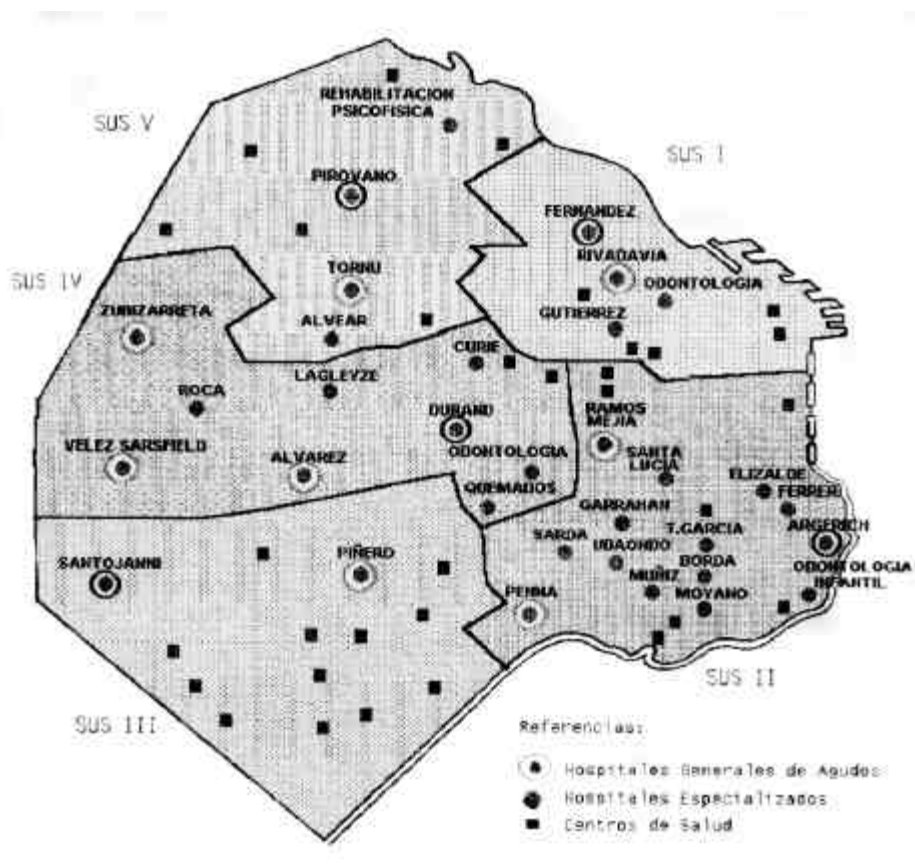 REHABILITACION
PSICOFISICA
SUS V
SUS I
PIROVANO
FERNANDEZ
RIVADAVIA
TORNU
ODONTOLOGIA
SUS IV
ZUBIZARRETA
GUTIERREZ
ALVEAR
CURIE
LAGLEYZE
ROCA
RAMOS
MEJIA
DURAND
VELEZ SARSFIELD
ALVAREZ
ODONTOLOGIA
SANTA
LUCIA
ELIZALDE
QUEMADOS
FERRERI
GARRAHAN
T.GARCIA
ARGERICH
SARDA
UDAONDO
SANTOJANNI
PIÑERO
BORDA
ODONTOLOGIA
INFANTIL
MUÑIZ
PENNA
MOYANO
SUS II
SUS III
Referencias:
Hospitales Generales de Agudos
Hospitales Especializados
Centros de Salud